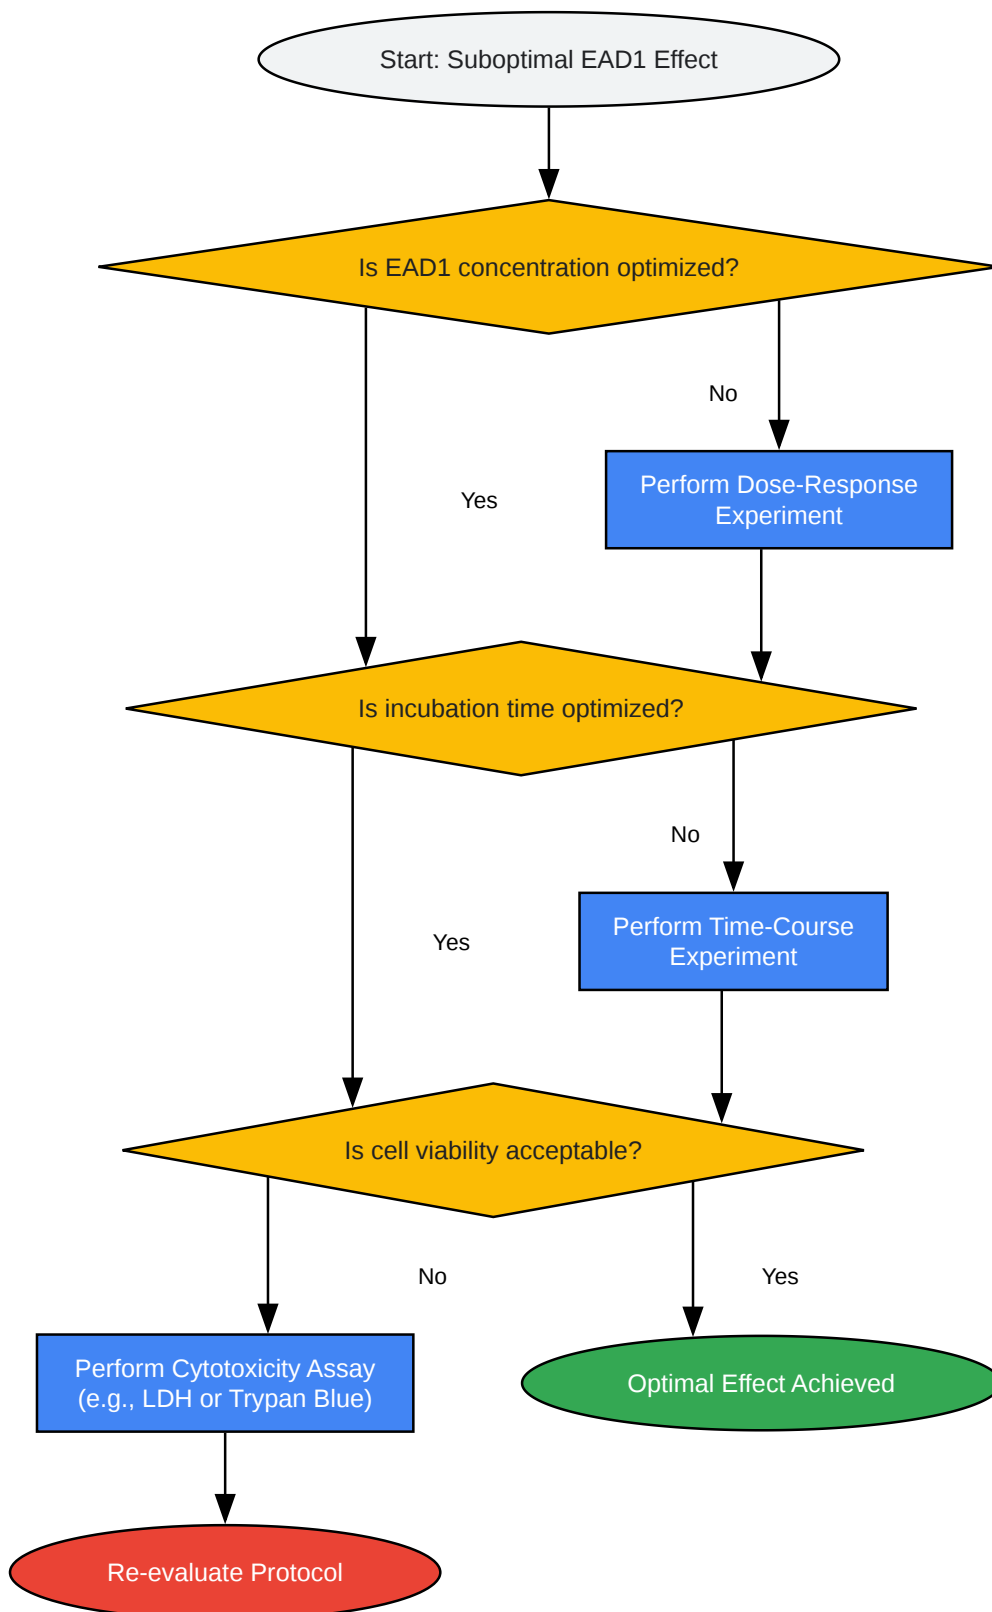 Start: Suboptimal EAD1 Effect
Is EAD1 concentration optimized?
No
Perform Dose-Response
Experiment
Yes
Is incubation time optimized?
No
Perform Time-Course
Experiment
Yes
Is cell viability acceptable?
No
Yes
Perform Cytotoxicity Assay
(e.g., LDH or Trypan Blue)
Optimal Effect Achieved
Re-evaluate Protocol